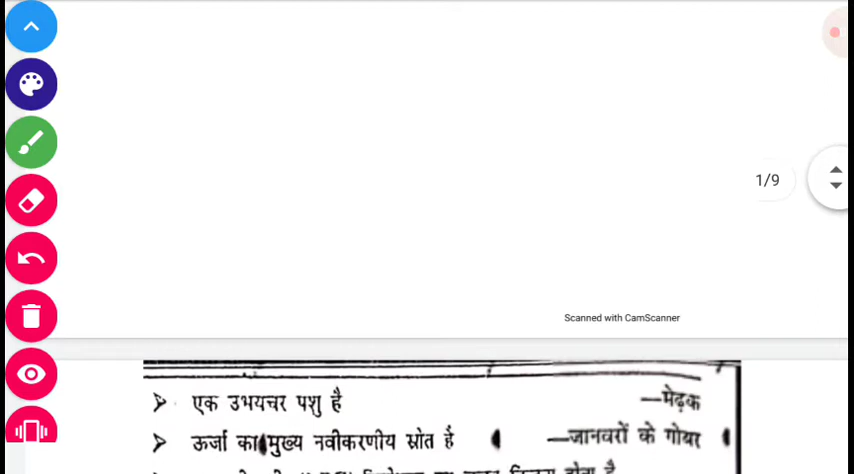 1/9
Scanned with CamScanner
एक उभयचर पशु है —मेढ़क
ऊर्जा का मुख्य नवीकरणीय स्रोत है —जानवरों के गोबर